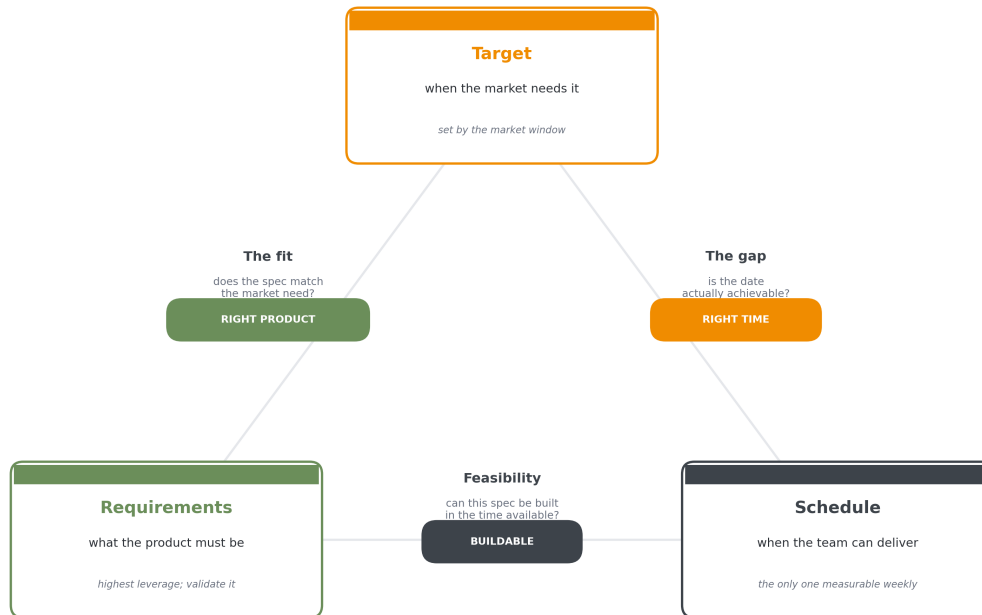 Target
when the market needs it
set by the market window
The fit
does the spec match
the market need?
RIGHT PRODUCT
The gap
is the date
actually achievable?
RIGHT TIME
Requirements
what the product must be
highest leverage; validate it
Feasibility
can this spec be built
in the time available?
BUILDABLE
Schedule
when the team can deliver
the only one measurable weekly